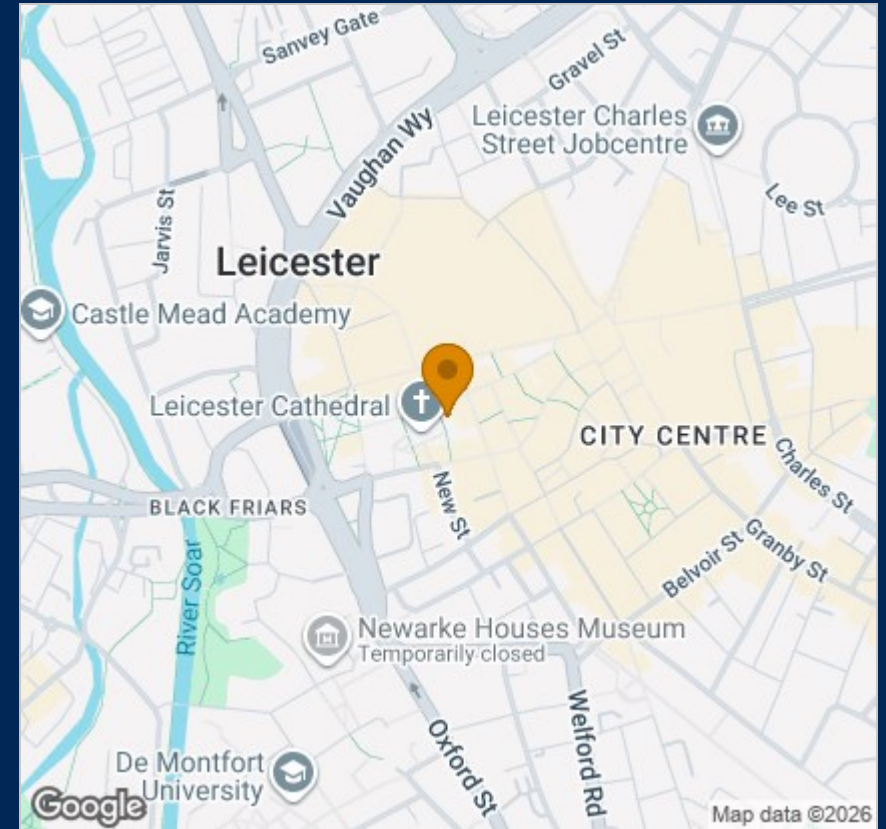 Sanvey Gate
Gravel St
Vaughan Wy
Leicester Charles
Street Jobcentre
Lee St
Jarvis St
Leicester
Castle Mead Academy
Leicester Cathedral
CITY CENTRE
Charles St
New St
BLACK FRIARS
Belvoir St
Granby St
River Soar
Newarke Houses Museum
Temporarily closed
Oxford St
Welford Rd
De Montfort
University
Google
Map data ©2026